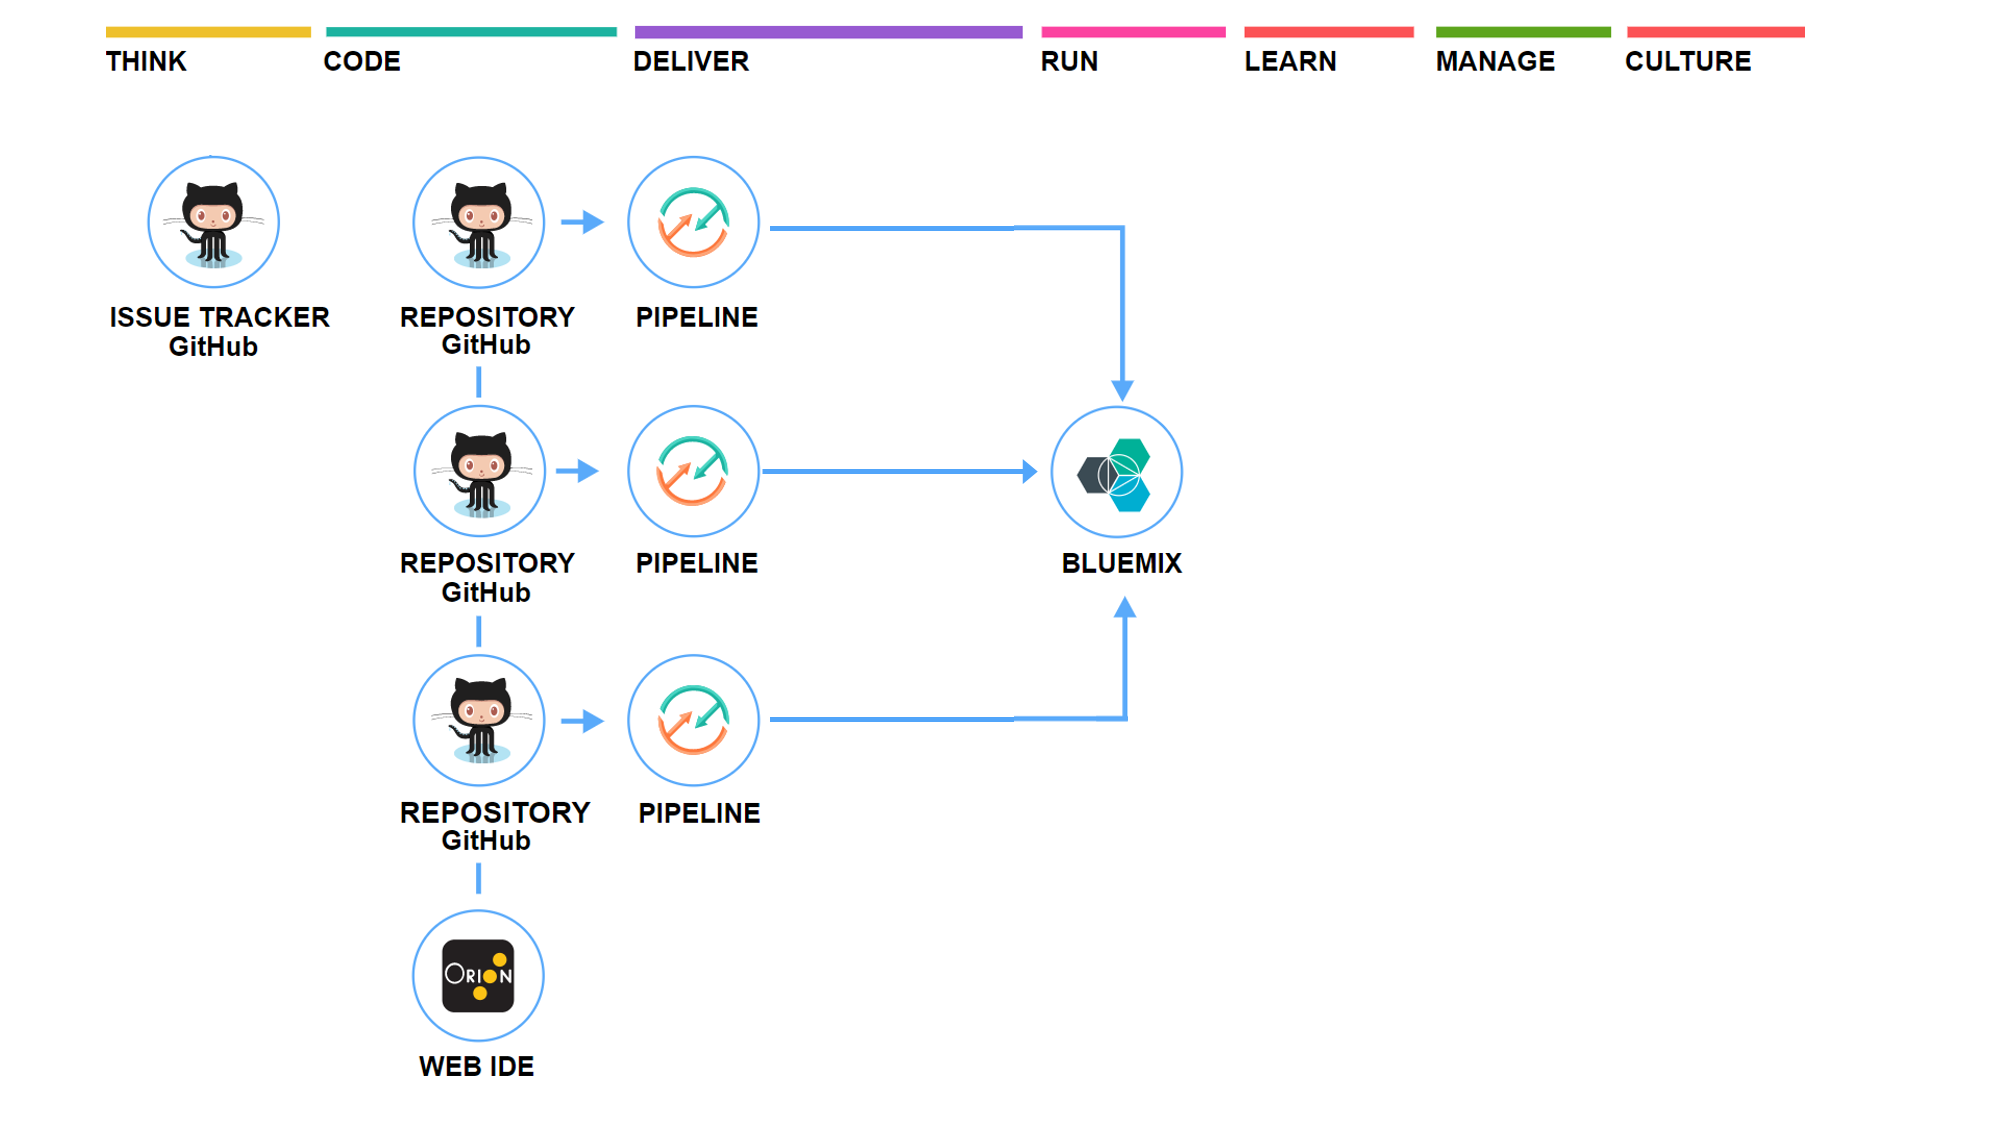 THINK
CODE
DELIVER
RUN
LEARN
MANAGE
CULTURE
ISSUE TRACKER
GitHub
REPOSITORY
GitHub
PIPELINE
REPOSITORY
GitHub
PIPELINE
BLUEMIX
REPOSITORY
GitHub
PIPELINE
ORION
WEB IDE